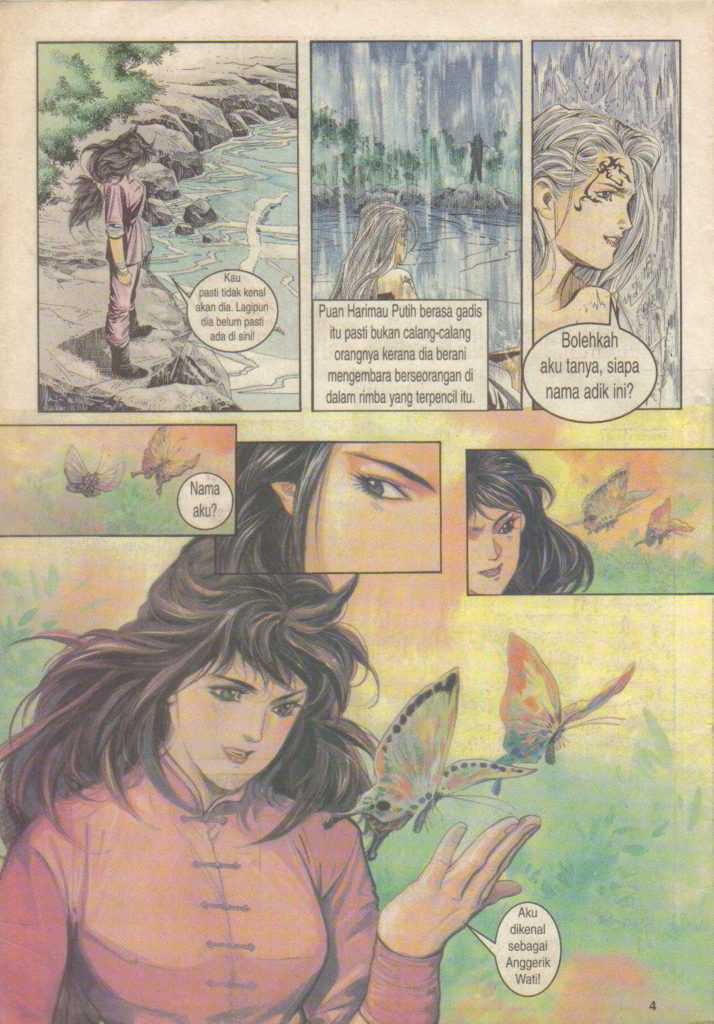 Kau
pasti tidak kenal
akan dia. Lagipun
dia belum pasti
ada di sini!
Puan Harimau Putih berasa gadis
itu pasti bukan calang-calang
orangnya kerana dia berani
mengembara berseorangan di
dalam rimba yang terpencil itu.
Bolehkah
aku tanya, siapa
nama adik ini?
Nama
aku?
Aku
dikenal
sebagai
Anggerik
Wati!
4